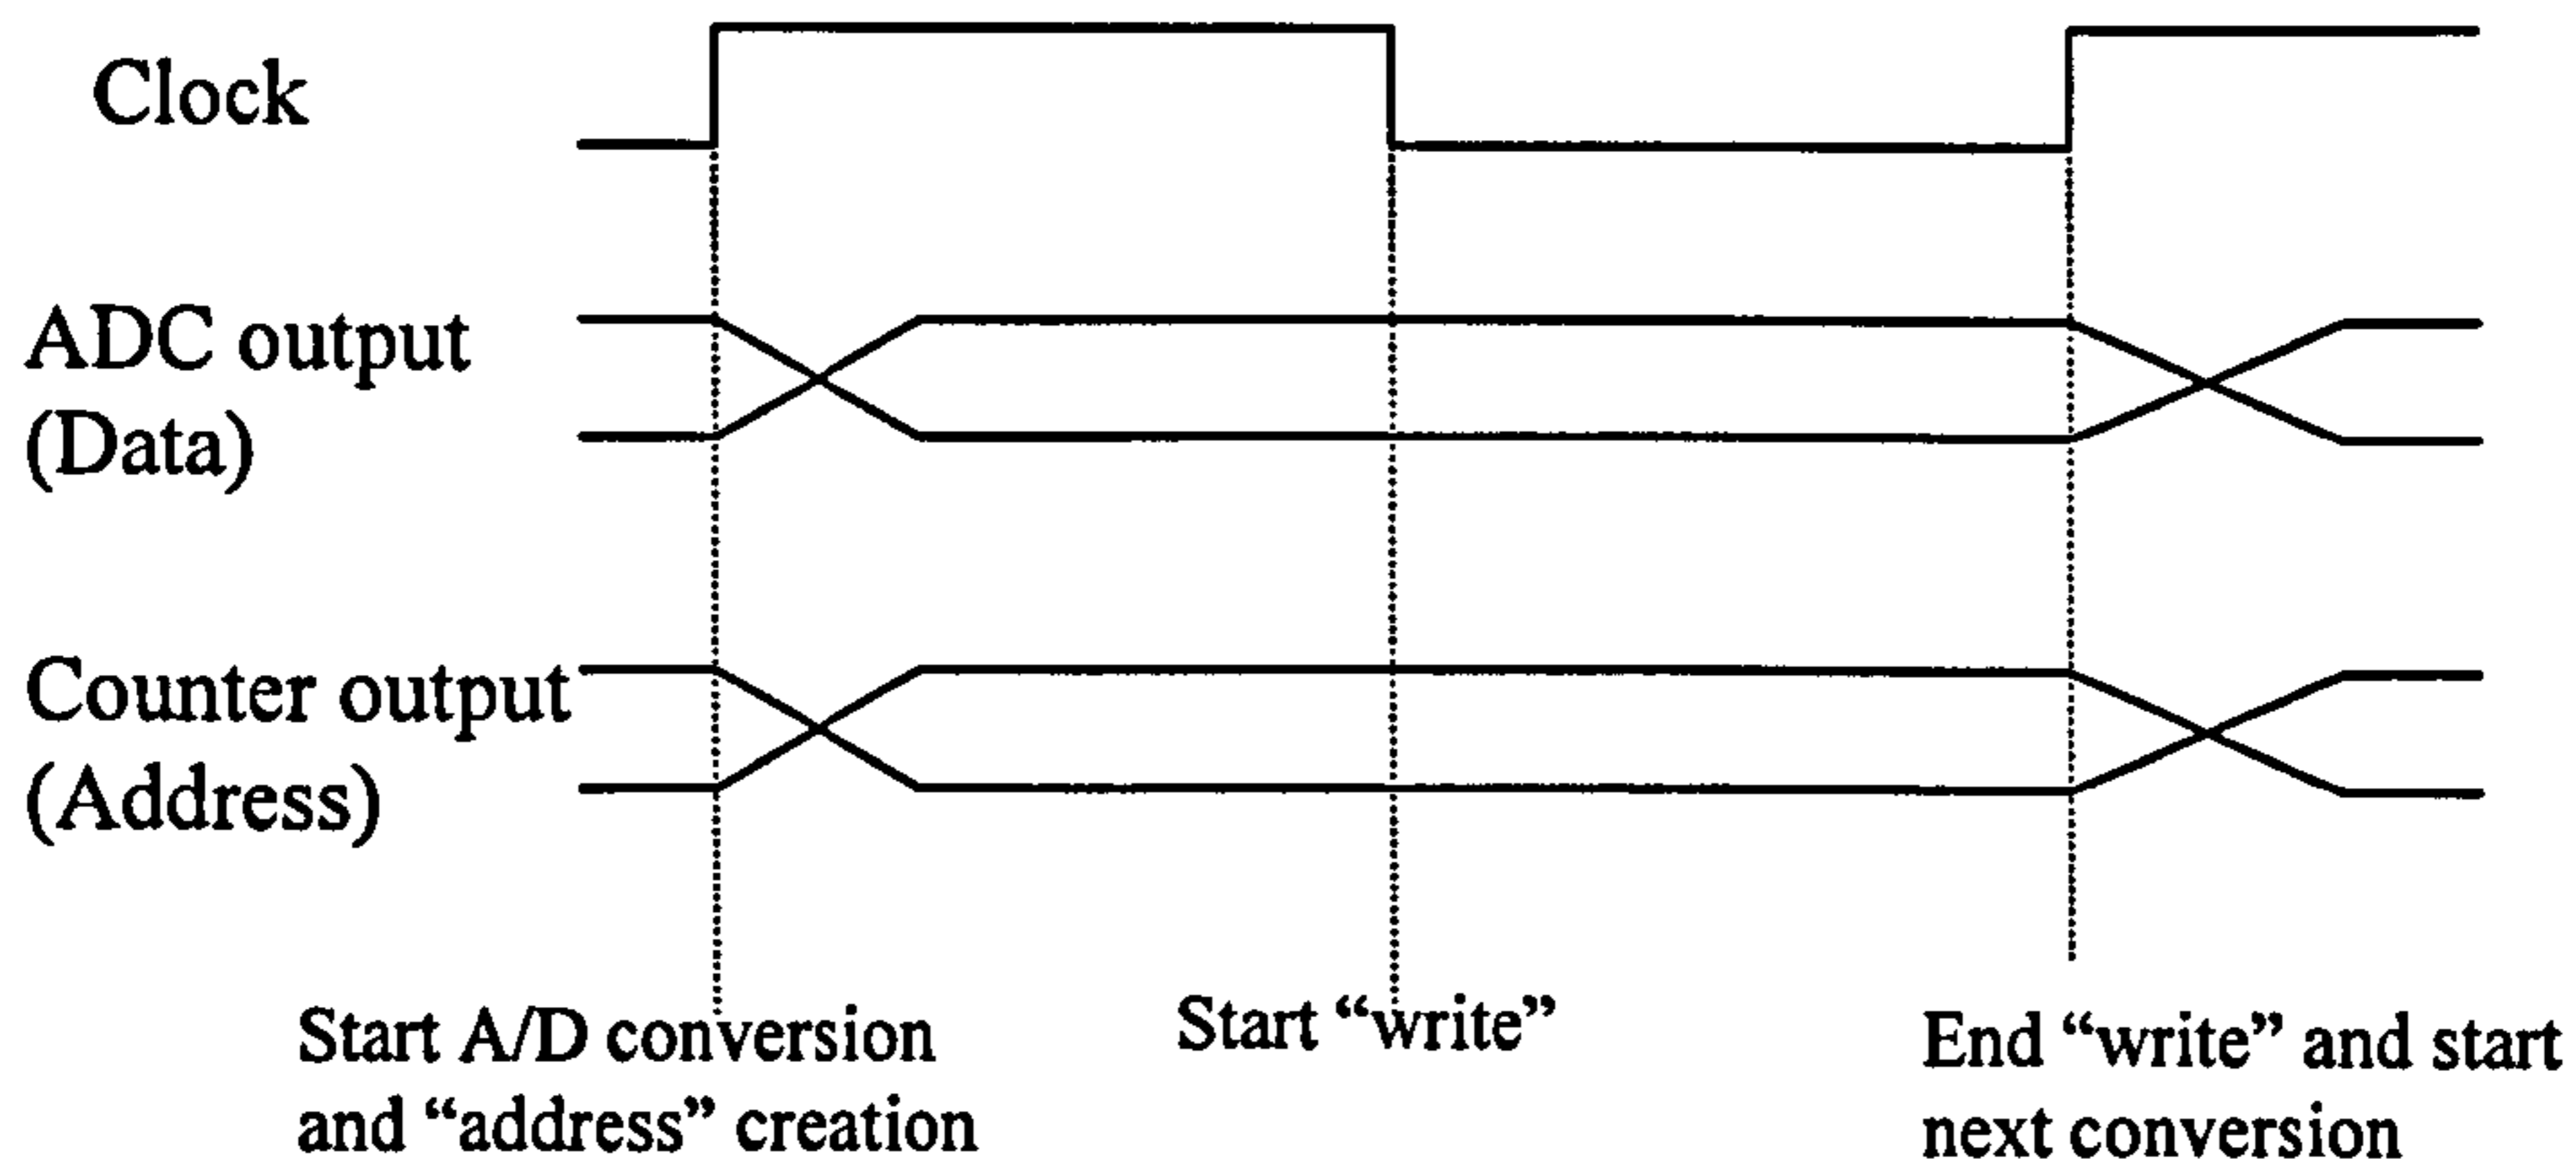 Clock
ADC output
(Data)
Counter output
(Address)
Start A/D conversion
and “address” creation
Start “write”
End “write” and start
next conversion